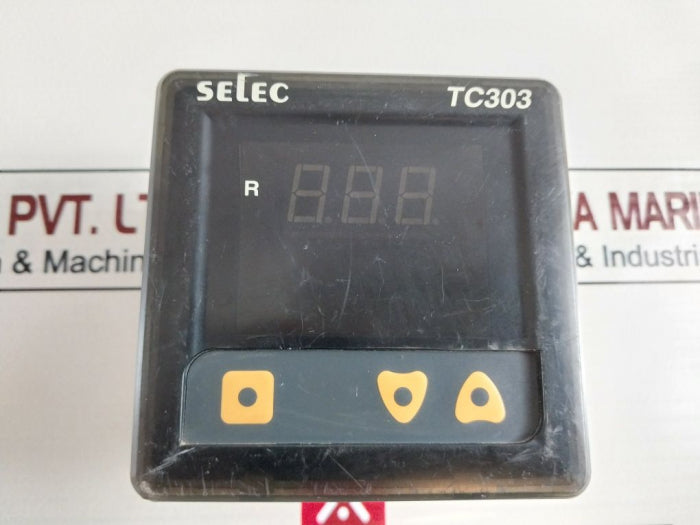 SELEC TC303
R
PVT. LT A MARI
& Machin & Industri